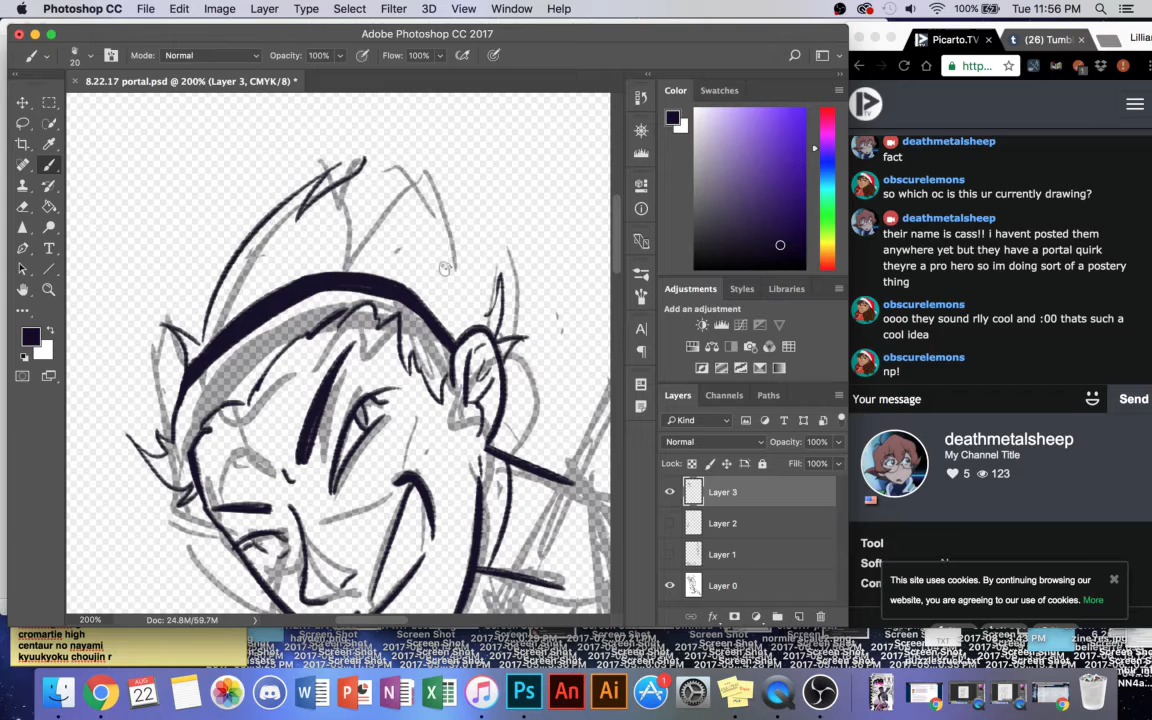 Photoshop CC File Edit Image Layer Type Select Filter 3D View Window Help 100% Tue 11:56 PM
Adobe Photoshop CC 2017
20 Mode: Normal Opacity: 100% Flow: 100%
8.22.17 portal.psd @ 200% (Layer 3, CMYK/8) *
Color Swatches
Adjustments Styles Libraries
Add an adjustment
Layers Channels Paths
Kind
Normal Opacity: 100%
Lock: Fill: 100%
Layer 3
Layer 2
Layer 1
Layer 0
200% Doc: 24.8M/59.7M
Picarto.TV (40) Tumb Lillian
http...
deathmetalsheep
fact
obscurelemons
so which oc is this ur currently drawing?
deathmetalsheep
their name is cass!! i havent posted them
anywhere yet but they have a portal quirk
theyre a pro hero so im doing sort of a postery
thing
obscurelemons
oooo they sound rlly cool and :00 thats such a
cool idea
obscurelemons
np!
Your message Send
deathmetalsheep
My Channel Title
5 123
Tool
This site uses cookies. By continuing browsing our
website, you are agreeing to our use of cookies. More
cromartie high
centaur no nayami
kyuukyoku choujin r
Screen Shot
AUG
22